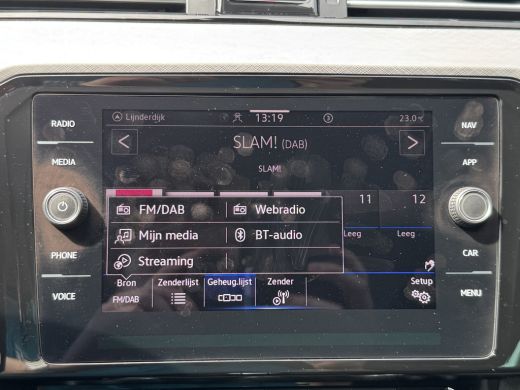 Lijnderdijk 13:19 3 23.0°C
RADIO
NAV
SLAM! (DAB)
SLAM!
MEDIA
APP
FM/DAB Webradio 11 12
Mijn media BT-audio Leeg Leeg
PHONE
CAR
Streaming
Bron Zenderlijst Geheug.lijst Zender Setup
FM/DAB
VOICE
MENU